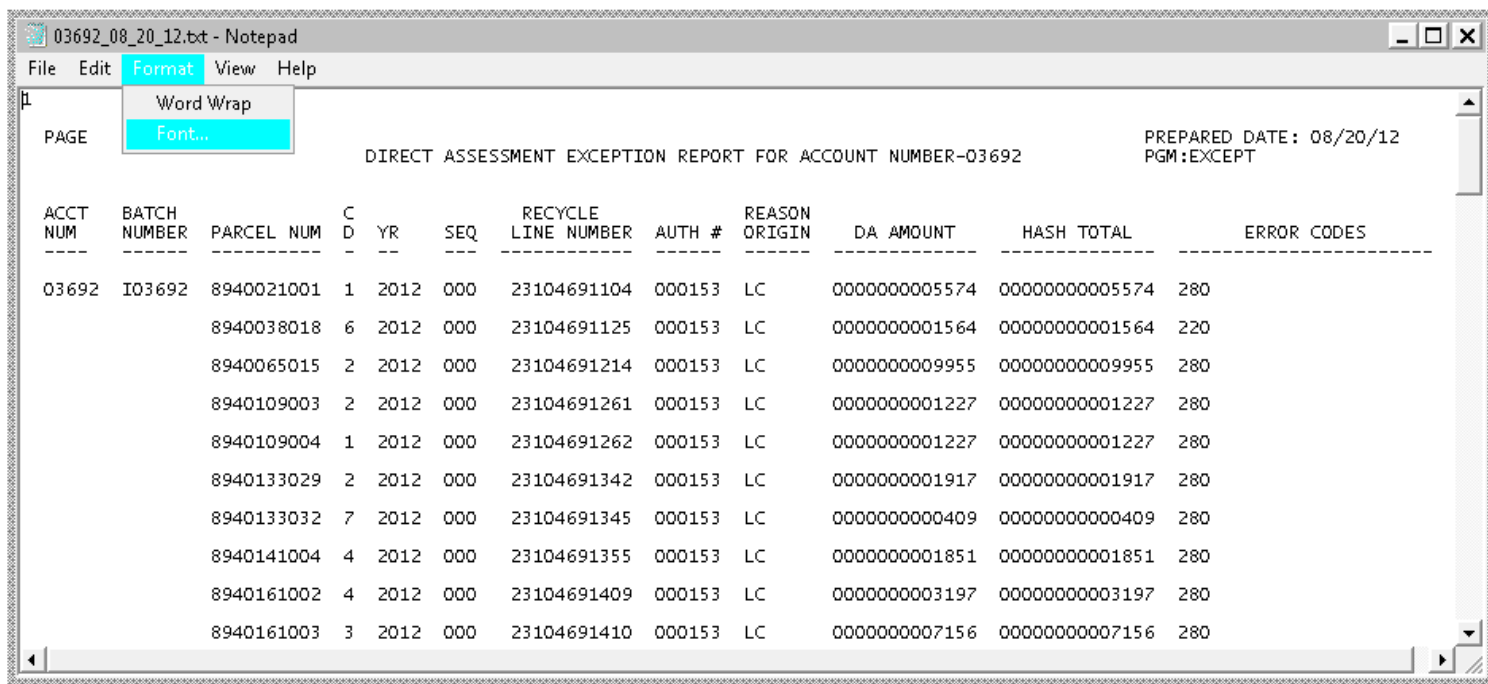 03692_08_20_12.txt - Notepad
File Edit Format View Help
1
Word Wrap
Font...
PAGE PREPARED DATE: 08/20/12
DIRECT ASSESSMENT EXCEPTION REPORT FOR ACCOUNT NUMBER-03692 PGM:EXCEPT
ACCT BATCH C RECYCLE REASON
NUM NUMBER PARCEL NUM D YR SEQ LINE NUMBER AUTH # ORIGIN DA AMOUNT HASH TOTAL ERROR CODES
---- ------ ---------- - -- --- ------------ ------ ------ ------------ ------------ -----------------------
03692 I03692 8940021001 1 2012 000 23104691104 000153 LC 0000000005574 00000000005574 280
8940038018 6 2012 000 23104691125 000153 LC 0000000001564 00000000001564 220
8940065015 2 2012 000 23104691214 000153 LC 0000000009955 00000000009955 280
8940109003 2 2012 000 23104691261 000153 LC 0000000001227 00000000001227 280
8940109004 1 2012 000 23104691262 000153 LC 0000000001227 00000000001227 280
8940133029 2 2012 000 23104691342 000153 LC 0000000001917 00000000001917 280
8940133032 7 2012 000 23104691345 000153 LC 0000000000409 00000000000409 280
8940141004 4 2012 000 23104691355 000153 LC 0000000001851 00000000001851 280
8940161002 4 2012 000 23104691409 000153 LC 0000000003197 00000000003197 280
8940161003 3 2012 000 23104691410 000153 LC 0000000007156 00000000007156 280